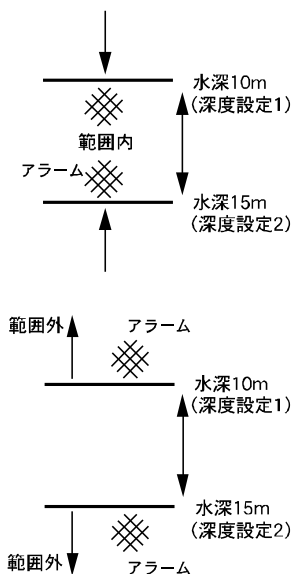 水深10m
(深度設定1)
範囲内
アラーム
水深15m
(深度設定2)
範囲外
アラーム
水深10m
(深度設定1)
水深15m
(深度設定2)
範囲外
アラーム